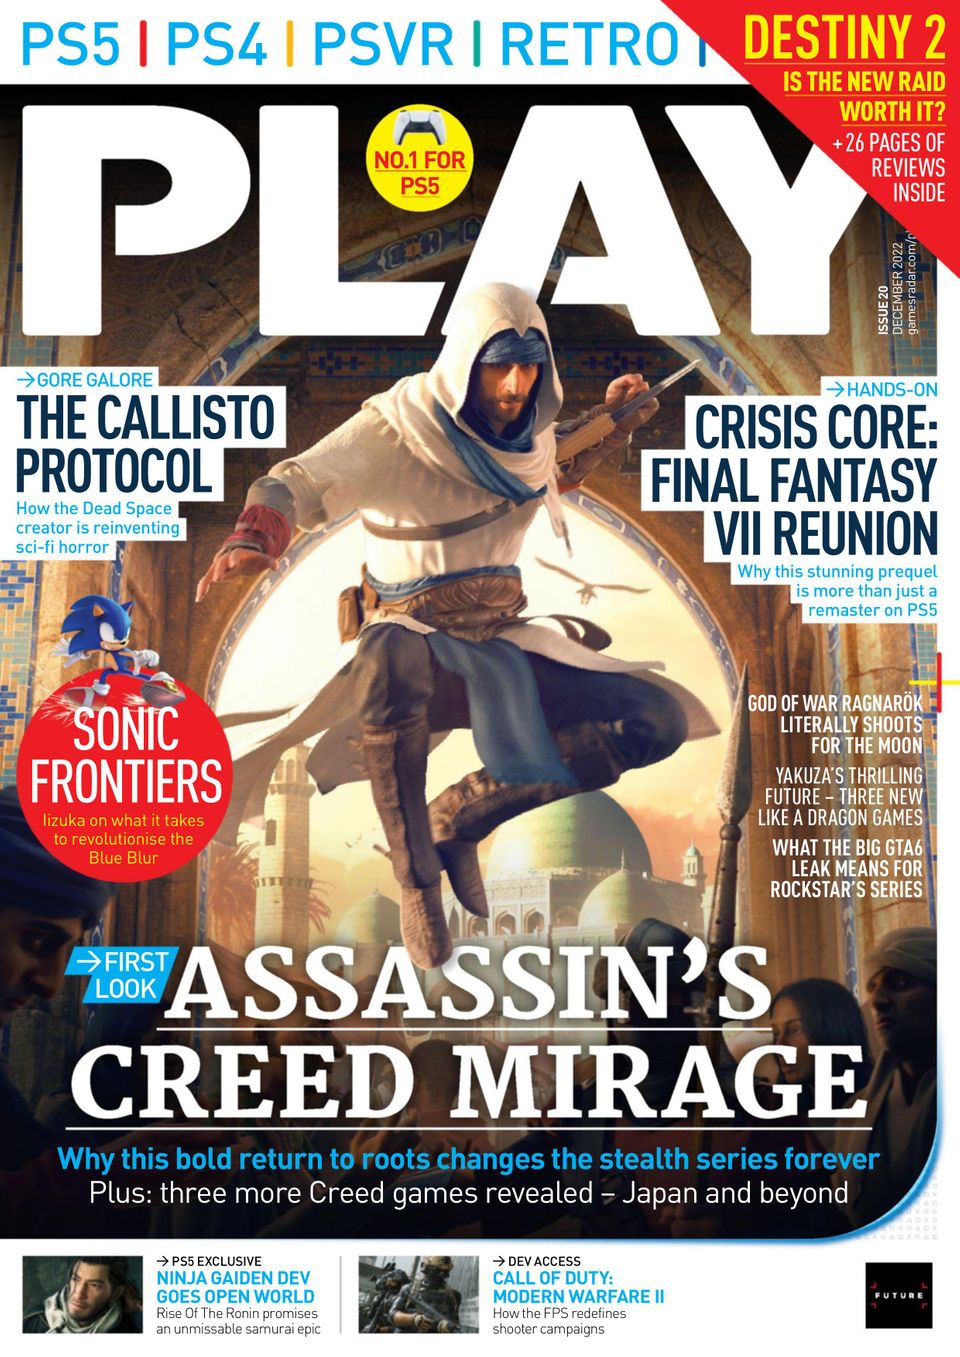 PS5 | PS4 | PSVR | RETRO |
DESTINY 2
IS THE NEW RAID
WORTH IT?
+ 26 PAGES OF
REVIEWS
INSIDE
PLAY
NO.1 FOR
PS5
ISSUE 20
DECEMBER 2022
gamesradar.com/
→GORE GALORE
THE CALLISTO
PROTOCOL
How the Dead Space
creator is reinventing
sci-fi horror
→HANDS-ON
CRISIS CORE:
FINAL FANTASY
VII REUNION
Why this stunning prequel
is more than just a
remaster on PS5
SONIC
FRONTIERS
Iizuka on what it takes
to revolutionise the
Blue Blur
GOD OF WAR RAGNARÖK
LITERALLY SHOOTS
FOR THE MOON
YAKUZA'S THRILLING
FUTURE – THREE NEW
LIKE A DRAGON GAMES
WHAT THE BIG GTA6
LEAK MEANS FOR
ROCKSTAR'S SERIES
→FIRST
LOOK
ASSASSIN'S
CREED MIRAGE
Why this bold return to roots changes the stealth series forever
Plus: three more Creed games revealed – Japan and beyond
→ PS5 EXCLUSIVE
NINJA GAIDEN DEV
GOES OPEN WORLD
Rise Of The Ronin promises
an unmissable samurai epic
→ DEV ACCESS
CALL OF DUTY:
MODERN WARFARE II
How the FPS redefines
shooter campaigns
FUTURE